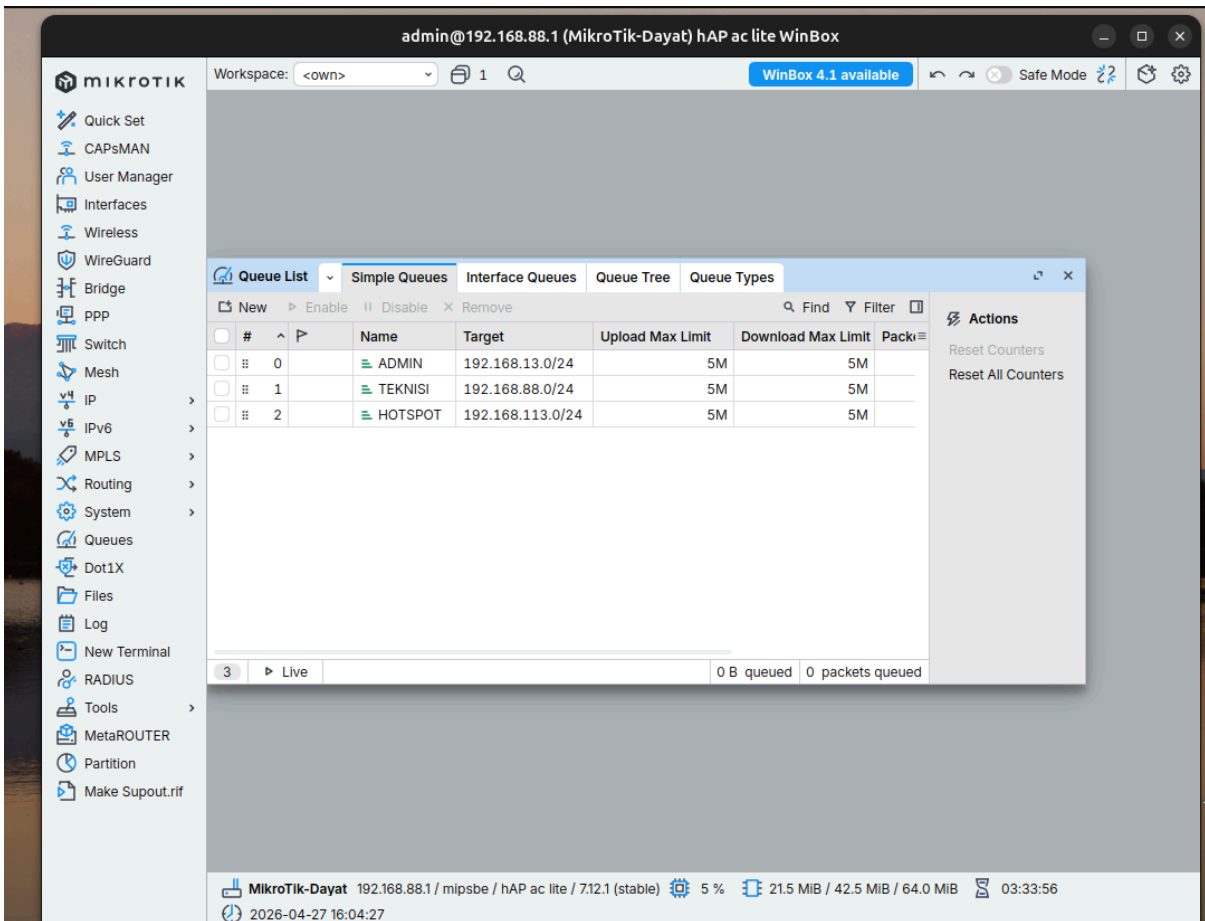 admin@192.168.88.1 (MikroTik-Dayat) hAP ac lite WinBox
MIKROTIK
Workspace: <own> 1 WinBox 4.1 available Safe Mode
Quick Set
CAPsMAN
User Manager
Interfaces
Wireless
WireGuard
Bridge
PPP
Switch
Mesh
IP
IPv6
MPLS
Routing
System
Queues
Dot1X
Files
Log
New Terminal
RADIUS
Tools
MetaROUTER
Partition
Make Supout.rif
Queue List Simple Queues Interface Queues Queue Tree Queue Types
New Enable Disable Remove Find Filter
# Name Target Upload Max Limit Download Max Limit
0 ADMIN 192.168.13.0/24 5M 5M
1 TEKNISI 192.168.88.0/24 5M 5M
2 HOTSPOT 192.168.113.0/24 5M 5M
Actions
Reset Counters
Reset All Counters
3 Live 0 B queued 0 packets queued
MikroTik-Dayat 192.168.88.1 / mipsbe / hAP ac lite / 7.12.1 (stable) 5 % 21.5 MiB / 42.5 MiB / 64.0 MiB 03:33:56
2026-04-27 16:04:27